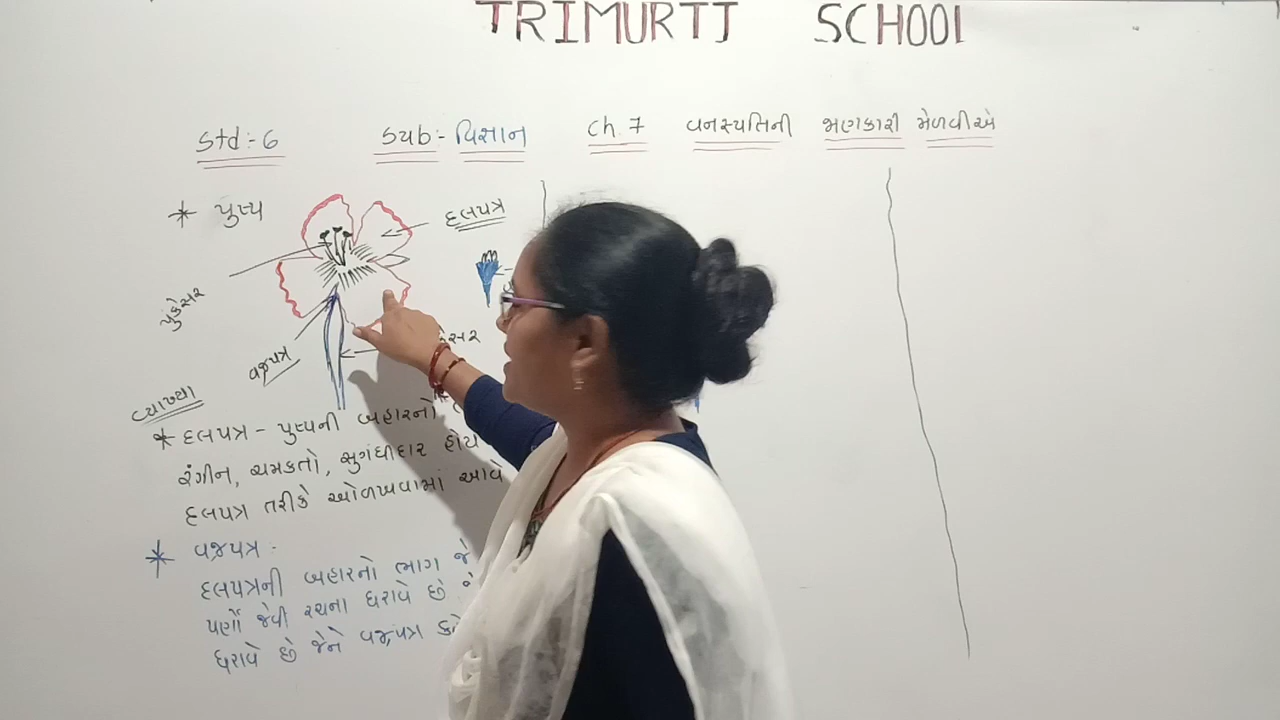 TRIMURTI SCHOOL
Std : 6 Sub - વિજ્ઞાન Ch. 7 વનસ્પતિની જાણકારી મેળવીએ
* પુષ્પ
દલપત્ર
પુંકેસર
વજ્રપત્ર
કેસર
વ્યાખ્યા
* દલપત્ર - પુષ્પની બહારનો
રંગીન, ચમકતો, સુગંધીદાર હોય
દલપત્ર તરીકે ઓળખવામાં આવે
* વજ્રપત્ર :-
દલપત્રની બહારનો ભાગ જે
પર્ણો જેવી રચના ધરાવે છે
ધરાવે છે જેને વજ્રપત્ર કહે